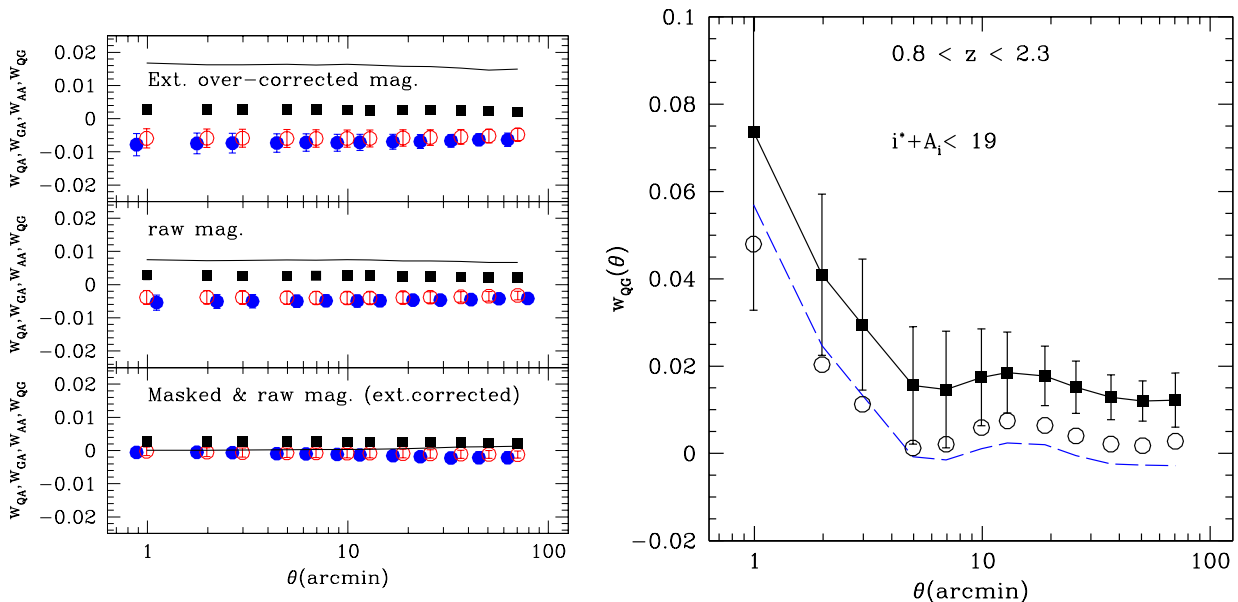 0.02
0.01
0
−0.01
−0.02
W_QA, W_GA, W_AA, W_QG
Ext. over−corrected mag.
0.02
0.01
0
−0.01
−0.02
W_QA, W_GA, W_AA, W_QG
raw mag.
0.02
0.01
0
−0.01
−0.02
W_QA, W_GA, W_AA, W_QG
Masked & raw mag. (ext.corrected)
1
10
100
θ(arcmin)
0.1
0.08
0.06
0.04
0.02
0
−0.02
w_QG(θ)
0.8 < z < 2.3
i*+A_i< 19
1
10
100
θ(arcmin)